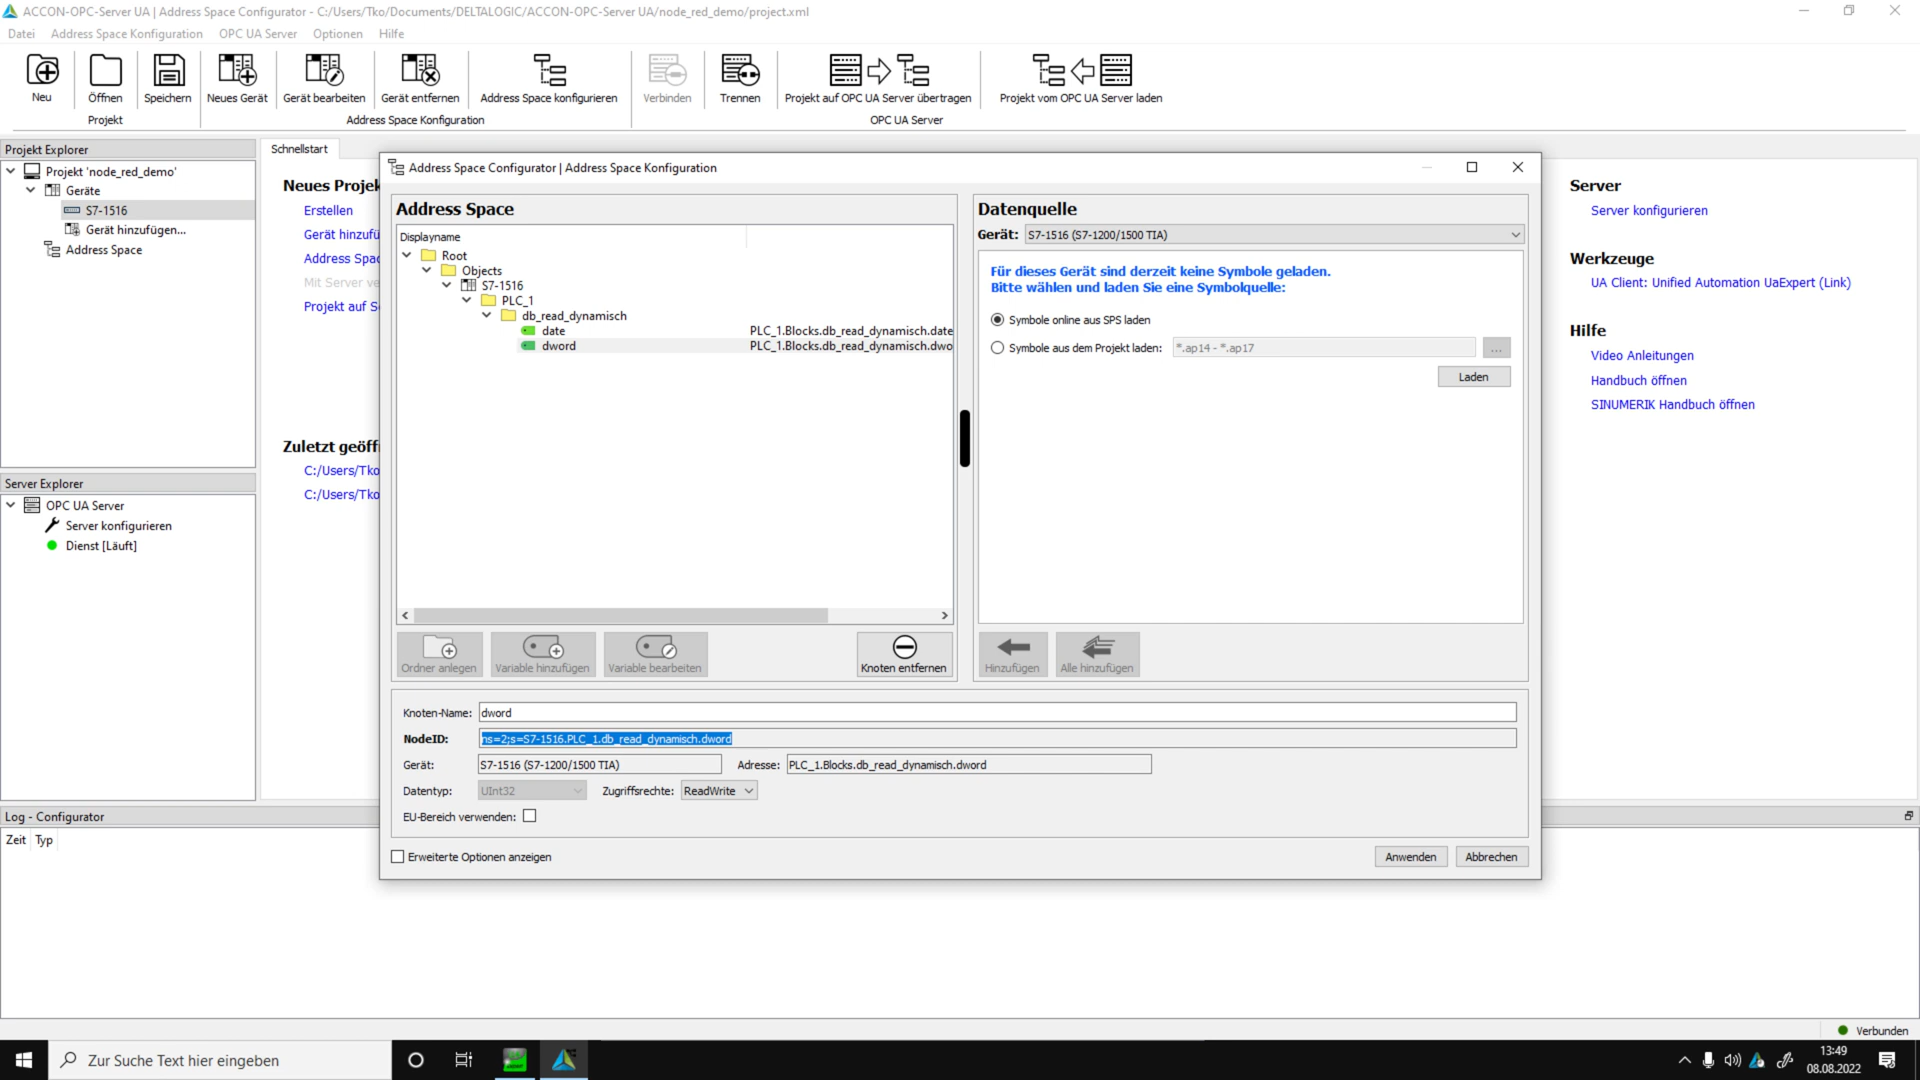 ACCON-OPC-Server UA | Address Space Configurator - C:/Users/Tko/Documents/DELTALOGIC/ACCON-OPC-Server UA/node_red_demo/project.xml
Datei Address Space Konfiguration OPC UA Server Optionen Hilfe
Neu Öffnen Speichern Neues Gerät Gerät bearbeiten Gerät entfernen Address Space konfigurieren Verbinden Trennen Projekt auf OPC UA Server übertragen Projekt vom OPC UA Server laden
Projekt Address Space Konfiguration OPC UA Server
Projekt Explorer
Projekt 'node_red_demo'
Geräte
S7-1516
Gerät hinzufügen...
Address Space
Server Explorer
OPC UA Server
Server konfigurieren
Dienst [Läuft]
Schnellstart
Neues Projek
Erstellen
Gerät hinzufü
Address Spac
Mit Server ve
Projekt auf S
Zuletzt geöff
C:/Users/Tko
C:/Users/Tko
Address Space Configurator | Address Space Konfiguration
Address Space
Displayname
Root
Objects
S7-1516
PLC_1
db_read_dynamisch
date PLC_1.Blocks.db_read_dynamisch.date
dword PLC_1.Blocks.db_read_dynamisch.dwo
Ordner anlegen Variable hinzufügen Variable bearbeiten Knoten entfernen
Datenquelle
Gerät: S7-1516 (S7-1200/1500 TIA)
Für dieses Gerät sind derzeit keine Symbole geladen.
Bitte wählen und laden Sie eine Symbolquelle:
Symbole online aus SPS laden
Symbole aus dem Projekt laden: *.ap14 - *.ap17 ...
Laden
Hinzufügen Alle hinzufügen
Knoten-Name: dword
NodeID: ns=2;s=S7-1516.PLC_1.db_read_dynamisch.dword
Gerät: S7-1516 (S7-1200/1500 TIA) Adresse: PLC_1.Blocks.db_read_dynamisch.dword
Datentyp: UInt32 Zugriffsrechte: ReadWrite
EU-Bereich verwenden:
Erweiterte Optionen anzeigen Anwenden Abbrechen
Server
Server konfigurieren
Werkzeuge
UA Client: Unified Automation UaExpert (Link)
Hilfe
Video Anleitungen
Handbuch öffnen
SINUMERIK Handbuch öffnen
Log - Configurator
Zeit Typ
Verbunden
Zur Suche Text hier eingeben
13:49
08.08.2022